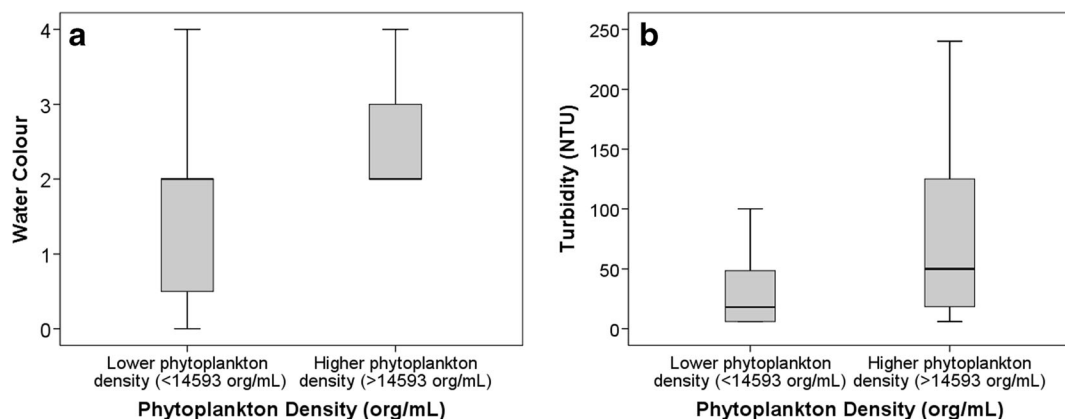 a
Water Colour
4
3
2
1
0
Lower phytoplankton
density (<14593 org/mL)
Higher phytoplankton
density (>14593 org/mL)
Phytoplankton Density (org/mL)
b
Turbidity (NTU)
250
200
150
100
50
0
Lower phytoplankton
density (<14593 org/mL)
Higher phytoplankton
density (>14593 org/mL)
Phytoplankton Density (org/mL)